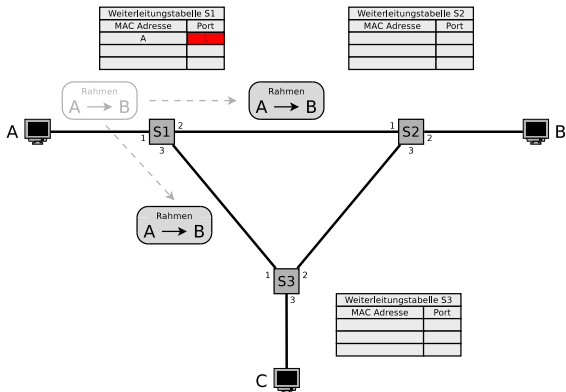 Weiterleitungstabelle S1
MAC Adresse Port
A 1
Weiterleitungstabelle S2
MAC Adresse Port
Rahmen
A B
Rahmen
A B
A
1
S1
2
3
1
S2
2
3
B
Rahmen
A B
1
S3
2
3
Weiterleitungstabelle S3
MAC Adresse Port
C